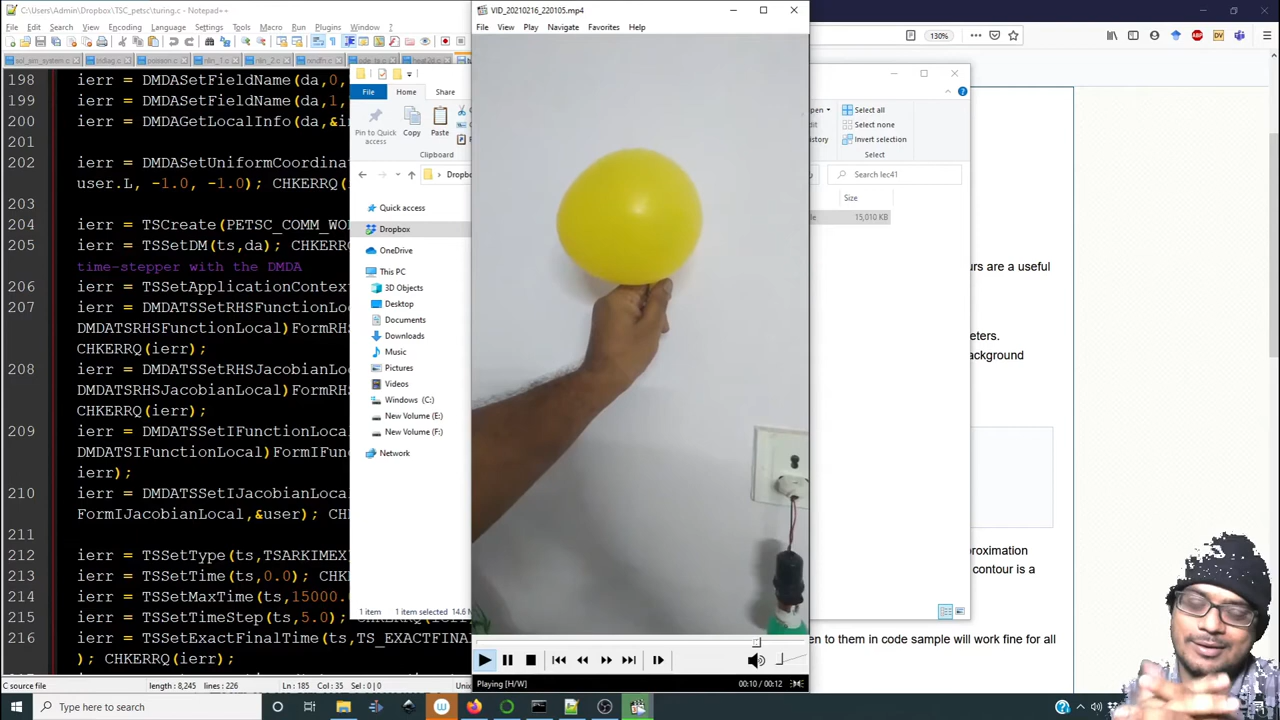 C:\Users\Admin\Dropbox\TSC_petsc\turing.c - Notepad++
File Edit Search View Encoding Language Settings Tools Macro Run Plugins Window
198 ierr = DMDASetFieldName(da,0,
199 ierr = DMDASetFieldName(da,1,
200 ierr = DMDAGetLocalInfo(da,&i
201
202 ierr = DMDASetUniformCoordina
user.L, -1.0, -1.0); CHKERRQ(
203
204 ierr = TSCreate(PETSC_COMM_WO
205 ierr = TSSetDM(ts,da); CHKERR
time-stepper with the DMDA
206 ierr = TSSetApplicationContex
207 ierr = DMDATSSetRHSFunctionLo
DMDATSRHSFunctionLocal)FormRHS
CHKERRQ(ierr);
208 ierr = DMDATSSetRHSJacobianLo
DMDATSRHSJacobianLocal)FormRHS
CHKERRQ(ierr);
209 ierr = DMDATSSetIFunctionLoca
DMDATSIFunctionLocal)FormIFun
ierr);
210 ierr = DMDATSSetIJacobianLoca
FormIJacobianLocal,&user); CH
211
212 ierr = TSSetType(ts,TSARKIMEX
213 ierr = TSSetTime(ts,0.0); CHK
214 ierr = TSSetMaxTime(ts,15000.
215 ierr = TSSetTimeStep(ts,5.0);
216 ierr = TSSetExactFinalTime(ts,TS_EXACTFINA
); CHKERRQ(ierr);
C source file length : 8,245 lines : 226 Ln : 185 Col : 35 Sel : 0 | 0 Unix
File Home Share
Pin to Quick access
Copy
Paste
Clipboard
Dropbo
Quick access
Dropbox
OneDrive
This PC
3D Objects
Desktop
Documents
Downloads
Music
Pictures
Videos
Windows (C:)
New Volume (E:)
New Volume (F:)
Network
1 item 1 item selected 14.6 M
VID_20210216_220105.mp4
File View Play Navigate Favorites Help
Playing [H/W] 00:10 / 00:12
pen
Select all
Select none
Invert selection
Select
Search lec41
Size
15,010 KB
130%
ABP
DV
urs are a useful
eters.
ackground
proximation
contour is a
en to them in code sample will work fine for all
Type here to search